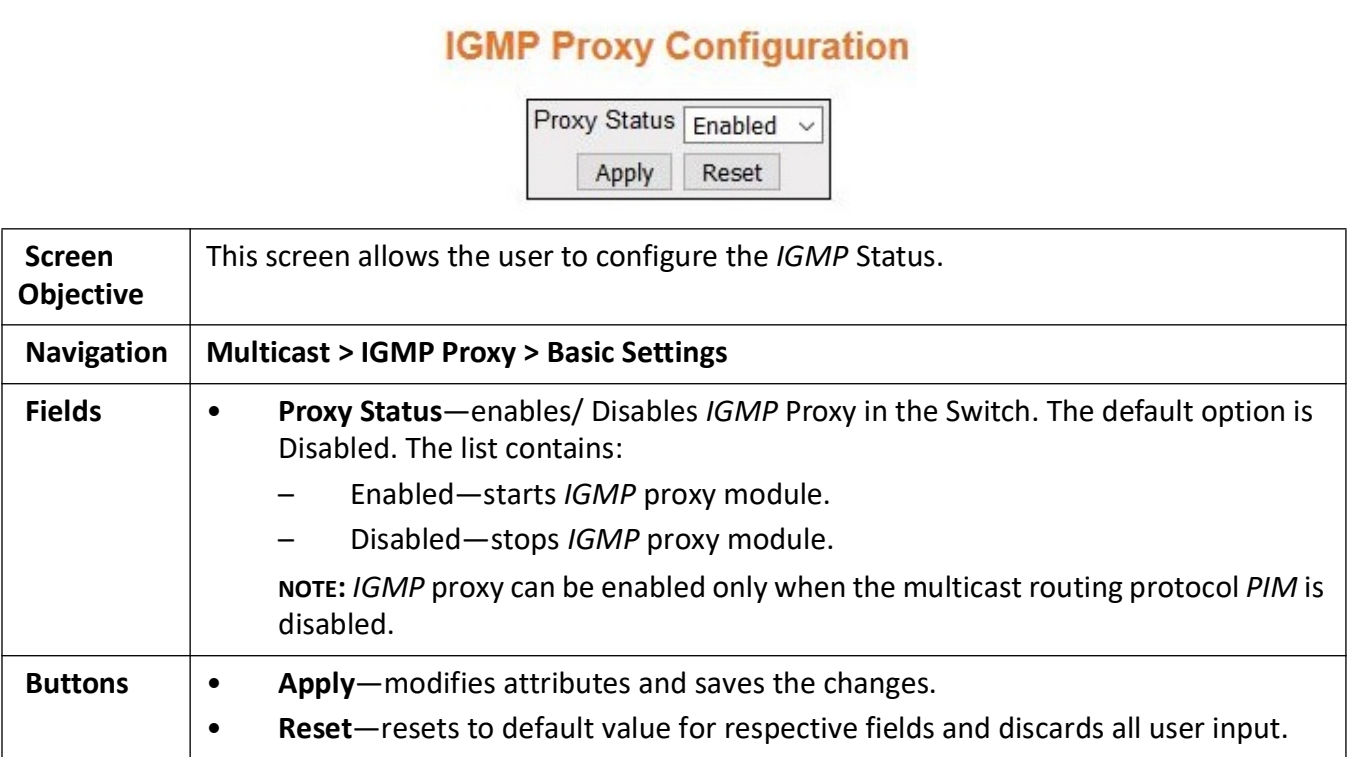 IGMP Proxy Configuration
Proxy Status Enabled
Apply Reset
Screen Objective This screen allows the user to configure the IGMP Status.
Navigation Multicast > IGMP Proxy > Basic Settings
Fields • Proxy Status—enables/ Disables IGMP Proxy in the Switch. The default option is
Disabled. The list contains:
– Enabled—starts IGMP proxy module.
– Disabled—stops IGMP proxy module.
NOTE: IGMP proxy can be enabled only when the multicast routing protocol PIM is
disabled.
Buttons • Apply—modifies attributes and saves the changes.
• Reset—resets to default value for respective fields and discards all user input.